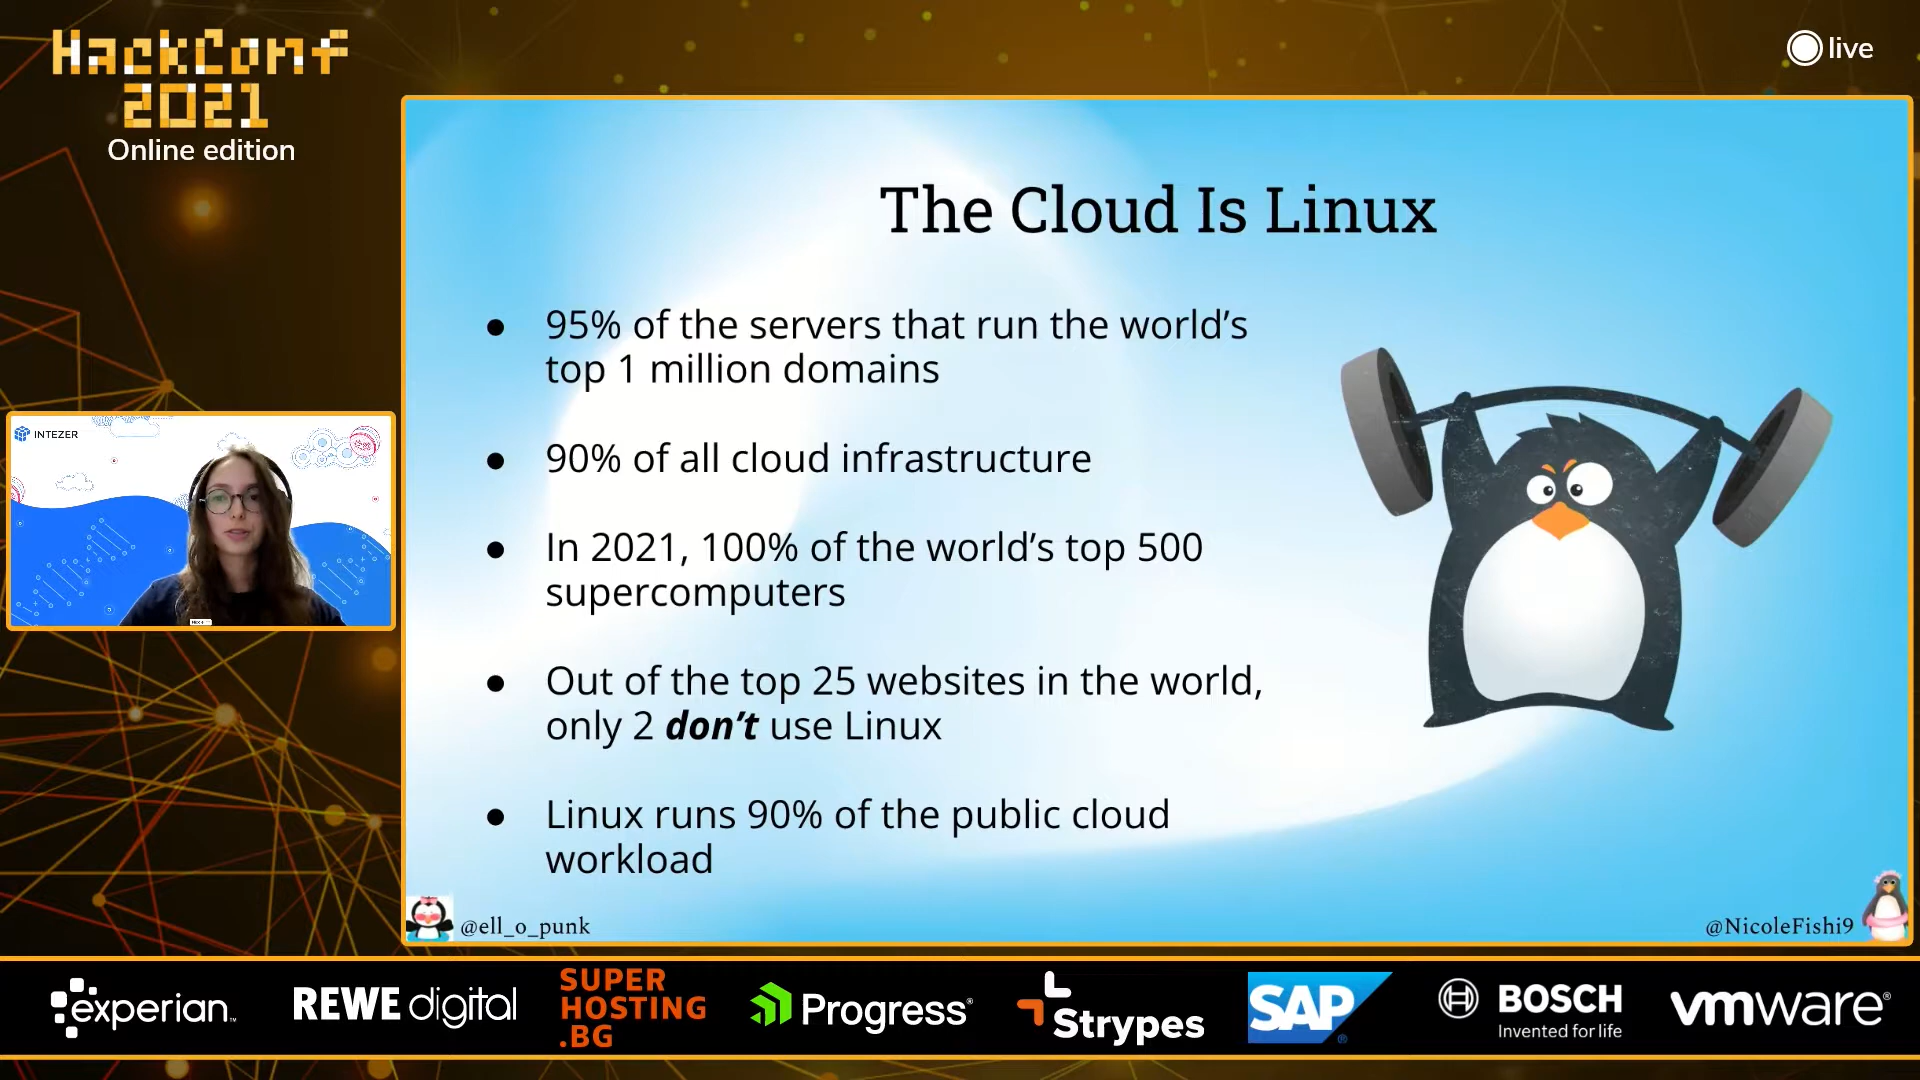 HackConf
2021
Online edition
live
INTEZER
The Cloud Is Linux
● 95% of the servers that run the world’s
top 1 million domains
● 90% of all cloud infrastructure
● In 2021, 100% of the world’s top 500
supercomputers
● Out of the top 25 websites in the world,
only 2 don’t use Linux
● Linux runs 90% of the public cloud
workload
@ell_o_punk
@NicoleFishi9
experian™
REWE digital
SUPER
HOSTING
.BG
Progress®
Strypes
SAP®
BOSCH
Invented for life
vmware®